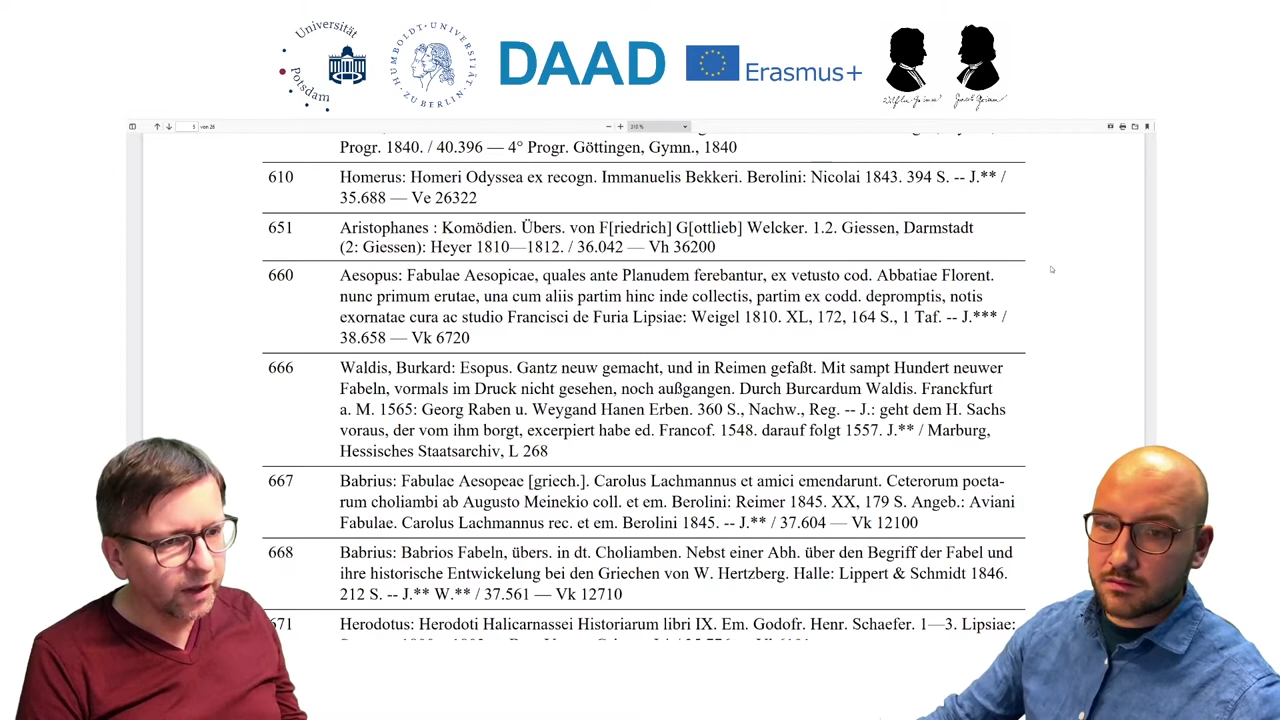 Universität
Potsdam
HUMBOLDT-UNIVERSITÄT
ZU BERLIN
DAAD
Erasmus+
Wilhelm Grimm
Jacob Grimm
5 von 26
310 %
Progr. 1840. / 40.396 — 4° Progr. Göttingen, Gymn., 1840
610 Homerus: Homeri Odyssea ex recogn. Immanuelis Bekkeri. Berolini: Nicolai 1843. 394 S. -- J.** /
35.688 — Ve 26322
651 Aristophanes : Komödien. Übers. von F[riedrich] G[ottlieb] Welcker. 1.2. Giessen, Darmstadt
(2: Giessen): Heyer 1810—1812. / 36.042 — Vh 36200
660 Aesopus: Fabulae Aesopicae, quales ante Planudem ferebantur, ex vetusto cod. Abbatiae Florent.
nunc primum erutae, una cum aliis partim hinc inde collectis, partim ex codd. depromptis, notis
exornatae cura ac studio Francisci de Furia Lipsiae: Weigel 1810. XL, 172, 164 S., 1 Taf. -- J.*** /
38.658 — Vk 6720
666 Waldis, Burkard: Esopus. Gantz neuw gemacht, und in Reimen gefaßt. Mit sampt Hundert neuwer
Fabeln, vormals im Druck nicht gesehen, noch außgangen. Durch Burcardum Waldis. Franckfurt
a. M. 1565: Georg Raben u. Weygand Hanen Erben. 360 S., Nachw., Reg. -- J.: geht dem H. Sachs
voraus, der vom ihm borgt, excerpiert habe ed. Francof. 1548. darauf folgt 1557. J.** / Marburg,
Hessisches Staatsarchiv, L 268
667 Babrius: Fabulae Aesopeae [griech.]. Carolus Lachmannus et amici emendarunt. Ceterorum poeta-
rum choliambi ab Augusto Meinekio coll. et em. Berolini: Reimer 1845. XX, 179 S. Angeb.: Aviani
Fabulae. Carolus Lachmannus rec. et em. Berolini 1845. -- J.** / 37.604 — Vk 12100
668 Babrius: Babrios Fabeln, übers. in dt. Choliamben. Nebst einer Abh. über den Begriff der Fabel und
ihre historische Entwickelung bei den Griechen von W. Hertzberg. Halle: Lippert & Schmidt 1846.
212 S. -- J.** W.** / 37.561 — Vk 12710
671 Herodotus: Herodoti Halicarnassei Historiarum libri IX. Em. Godofr. Henr. Schaefer. 1—3. Lipsiae: